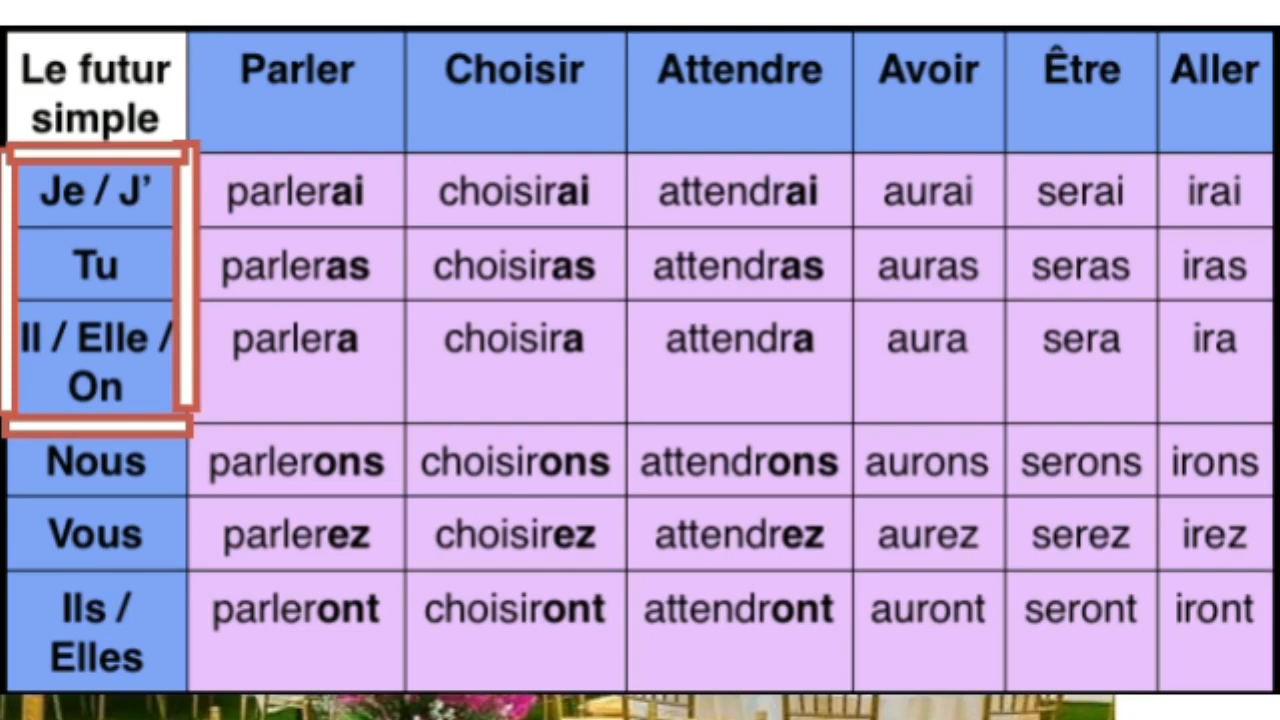 Le futur simple Parler Choisir Attendre Avoir Être Aller
Je / J’ parlerai choisirai attendrai aurai serai irai
Tu parleras choisiras attendras auras seras iras
Il / Elle / On parlera choisira attendra aura sera ira
Nous parlerons choisirons attendrons aurons serons irons
Vous parlerez choisirez attendrez aurez serez irez
Ils / Elles parleront choisiront attendront auront seront iront